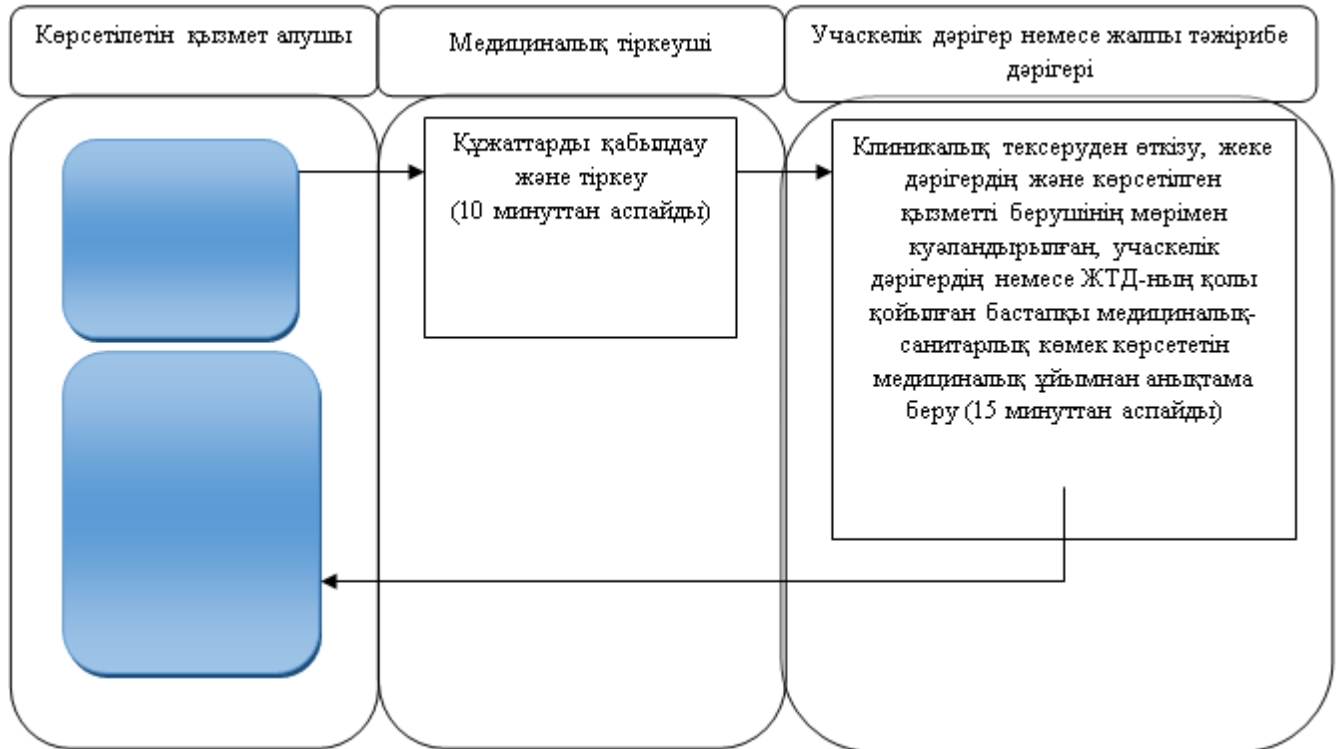 Көрсетілетін қызмет алушы
Медициналық тіркеуші
Учаскелік дәрігер немесе жалпы тәжірибе
дәрігері
Құжаттарды қабылдау
және тіркеу
(10 минуттан аспайды)
Клиникалық тексеруден өткізу, жеке
дәрігердің және көрсетілген
қызметті берушінің мөрімен
куәландырылған, учаскелік
дәрігердің немесе ЖТД-ның қолы
қойылған бастапқы медициналық-
санитарлық көмек көрсететін
медициналық ұйымнан анықтама
беру (15 минуттан аспайды)